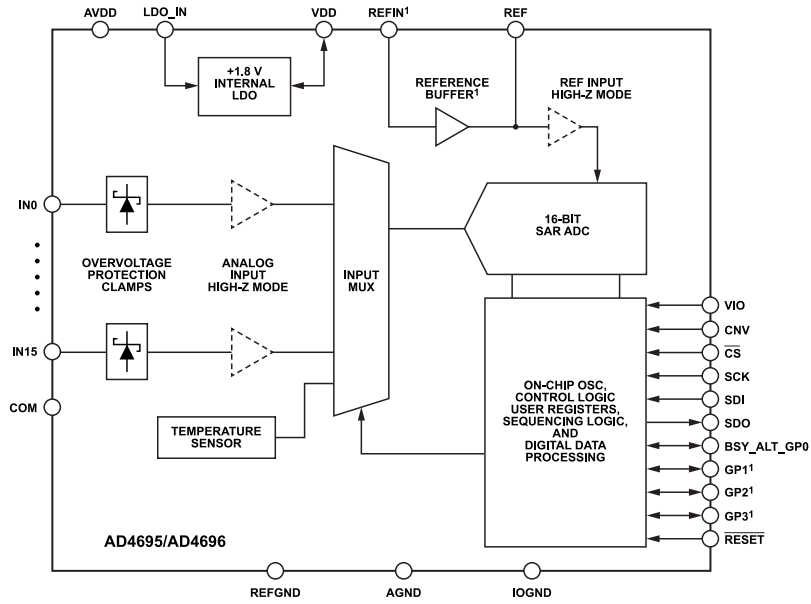 AVDD
LDO_IN
VDD
REFIN1
REF
+1.8 V
INTERNAL
LDO
REFERENCE
BUFFER1
REF INPUT
HIGH-Z MODE
IN0
OVERVOLTAGE
PROTECTION
CLAMPS
ANALOG
INPUT
HIGH-Z MODE
INPUT
MUX
16-BIT
SAR ADC
IN15
COM
TEMPERATURE
SENSOR
ON-CHIP OSC,
CONTROL LOGIC
USER REGISTERS,
SEQUENCING LOGIC,
AND
DIGITAL DATA
PROCESSING
VIO
CNV
CS
SCK
SDI
SDO
BSY_ALT_GP0
GP11
GP21
GP31
RESET
AD4695/AD4696
REFGND
AGND
IOGND